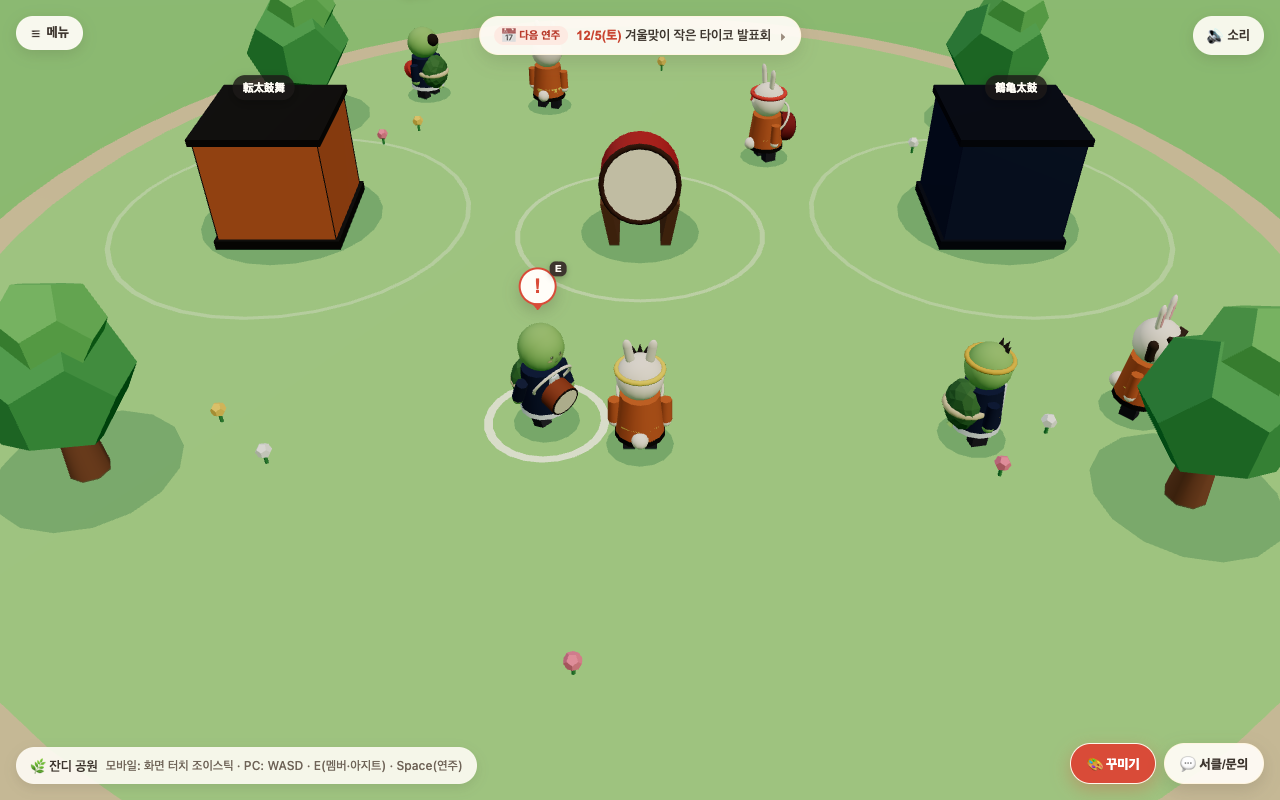 ≡ 메뉴
📅 다음 연주 12/5(토) 겨울맞이 작은 타이코 발표회 ▸
🔈 소리
転太鼓舞
鶴亀太鼓
E
!
🌿 잔디 공원 모바일: 화면 터치 조이스틱 · PC: WASD · E(멤버·아지트) · Space(연주)
🎨 꾸미기
💬 서클/문의